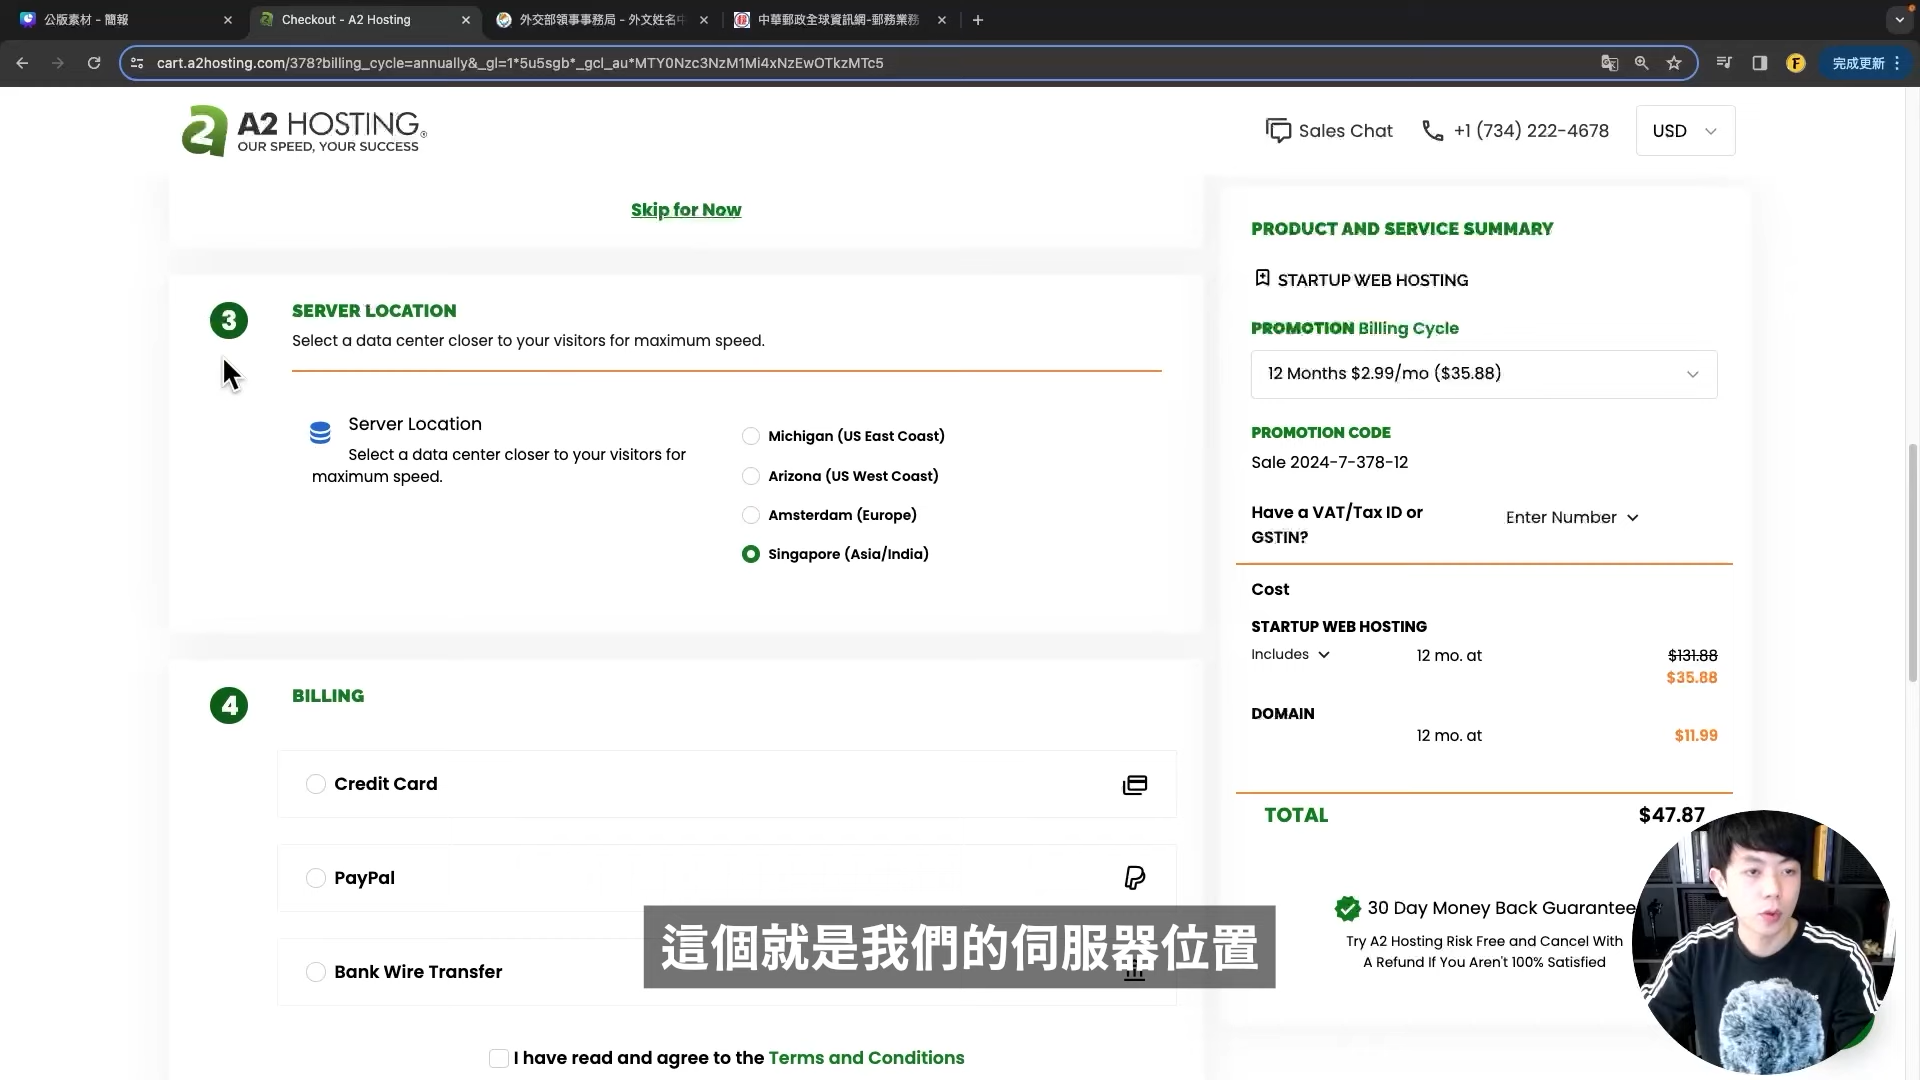 公版素材 - 簡報
Checkout - A2 Hosting
外交部領事事務局 - 外文姓名中
中華郵政全球資訊網-郵務業務
cart.a2hosting.com/378?billing_cycle=annually&_gl=1*5u5sgb*_gcl_au*MTY0Nzc3NzM1Mi4xNzEwOTkzMTc5
F
完成更新
A2 HOSTING®
OUR SPEED, YOUR SUCCESS
Sales Chat
+1 (734) 222-4678
USD
Skip for Now
3
SERVER LOCATION
Select a data center closer to your visitors for maximum speed.
Server Location
Select a data center closer to your visitors for
maximum speed.
Michigan (US East Coast)
Arizona (US West Coast)
Amsterdam (Europe)
Singapore (Asia/India)
4
BILLING
Credit Card
PayPal
Bank Wire Transfer
I have read and agree to the Terms and Conditions
PRODUCT AND SERVICE SUMMARY
STARTUP WEB HOSTING
PROMOTION Billing Cycle
12 Months $2.99/mo ($35.88)
PROMOTION CODE
Sale 2024-7-378-12
Have a VAT/Tax ID or
GSTIN?
Enter Number
Cost
STARTUP WEB HOSTING
Includes
12 mo. at
$131.88
$35.88
DOMAIN
12 mo. at
$11.99
TOTAL
$47.87
30 Day Money Back Guarantee
Try A2 Hosting Risk Free and Cancel With
A Refund If You Aren't 100% Satisfied
這個就是我們的伺服器位置